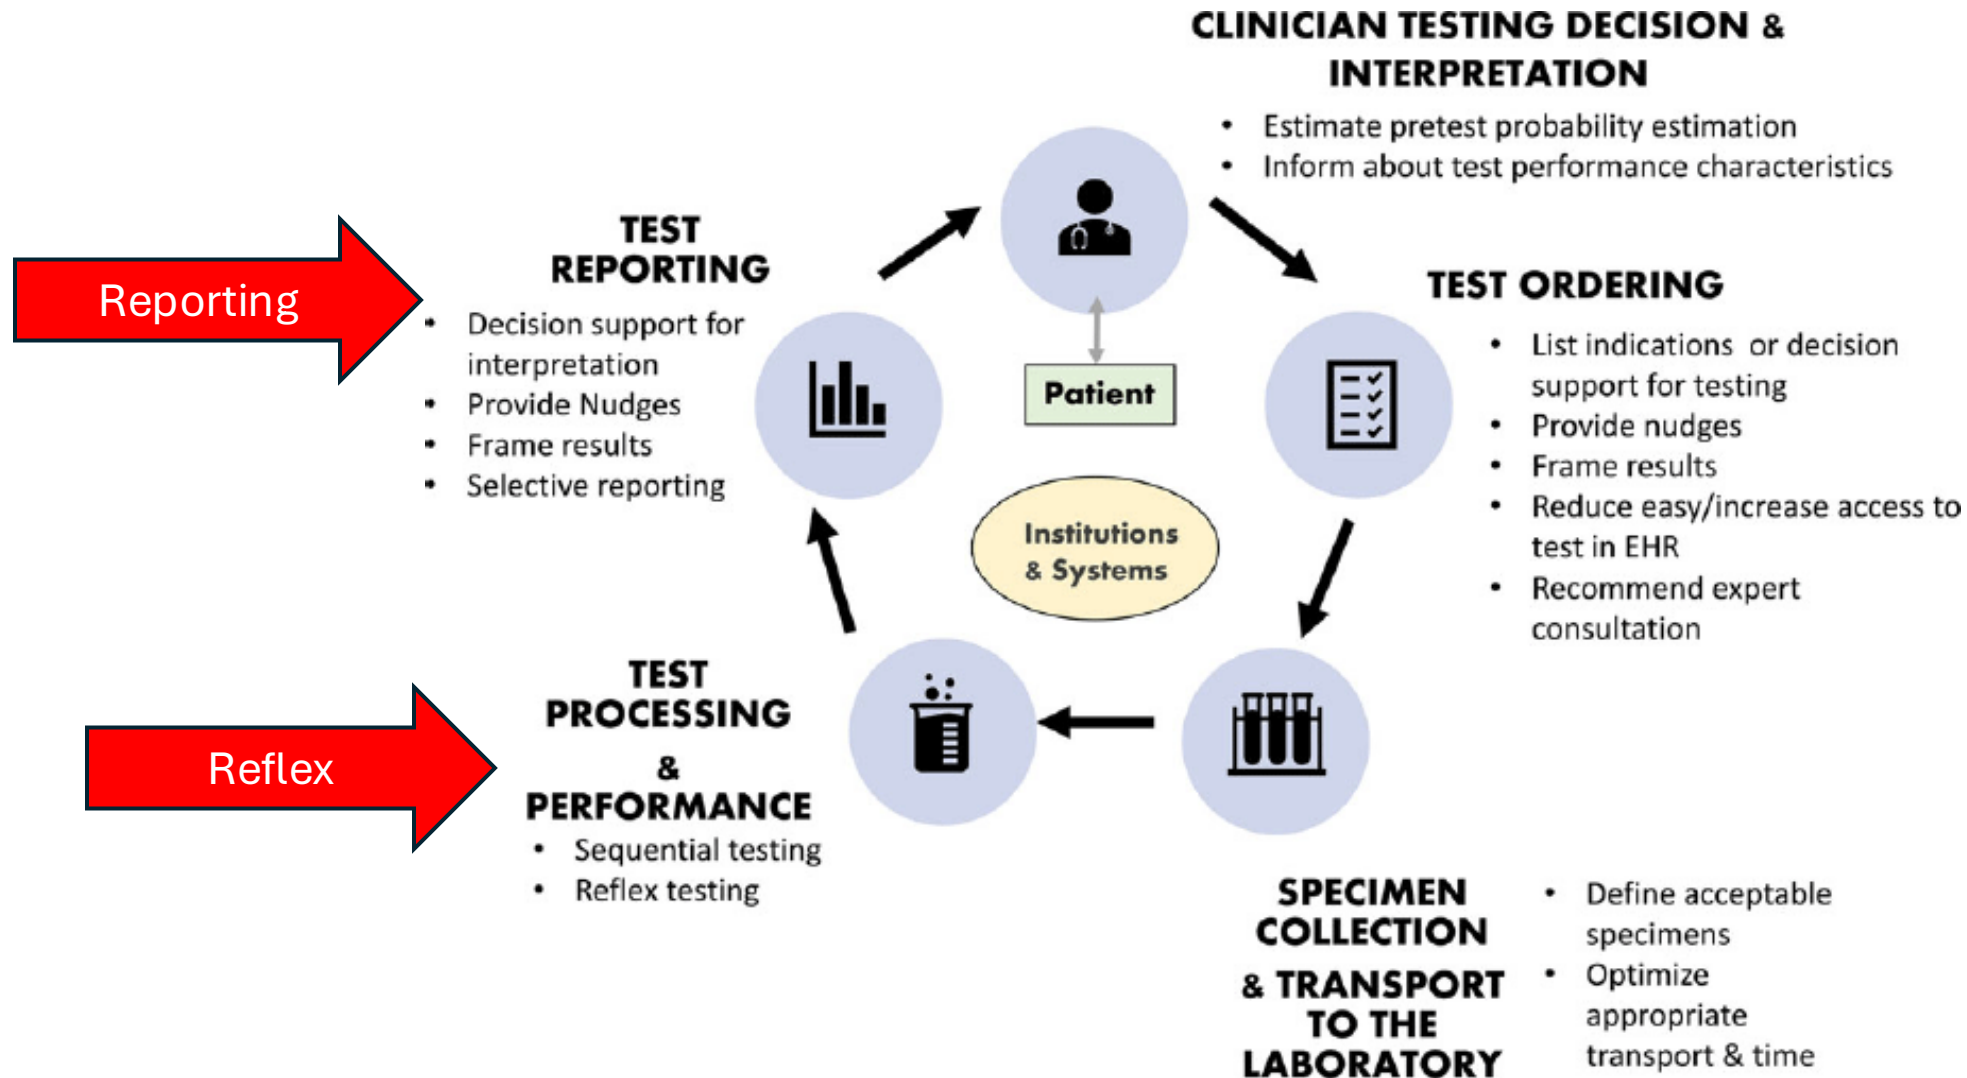 CLINICIAN TESTING DECISION &
INTERPRETATION
• Estimate pretest probability estimation
• Inform about test performance characteristics
TEST ORDERING
• List indications or decision
support for testing
• Provide nudges
• Frame results
• Reduce easy/increase access to
test in EHR
• Recommend expert
consultation
SPECIMEN
COLLECTION
& TRANSPORT
TO THE
LABORATORY
• Define acceptable
specimens
• Optimize
appropriate
transport & time
TEST
PROCESSING
&
PERFORMANCE
• Sequential testing
• Reflex testing
Reflex
TEST
REPORTING
• Decision support for
interpretation
• Provide Nudges
• Frame results
• Selective reporting
Reporting
Patient
Institutions
& Systems